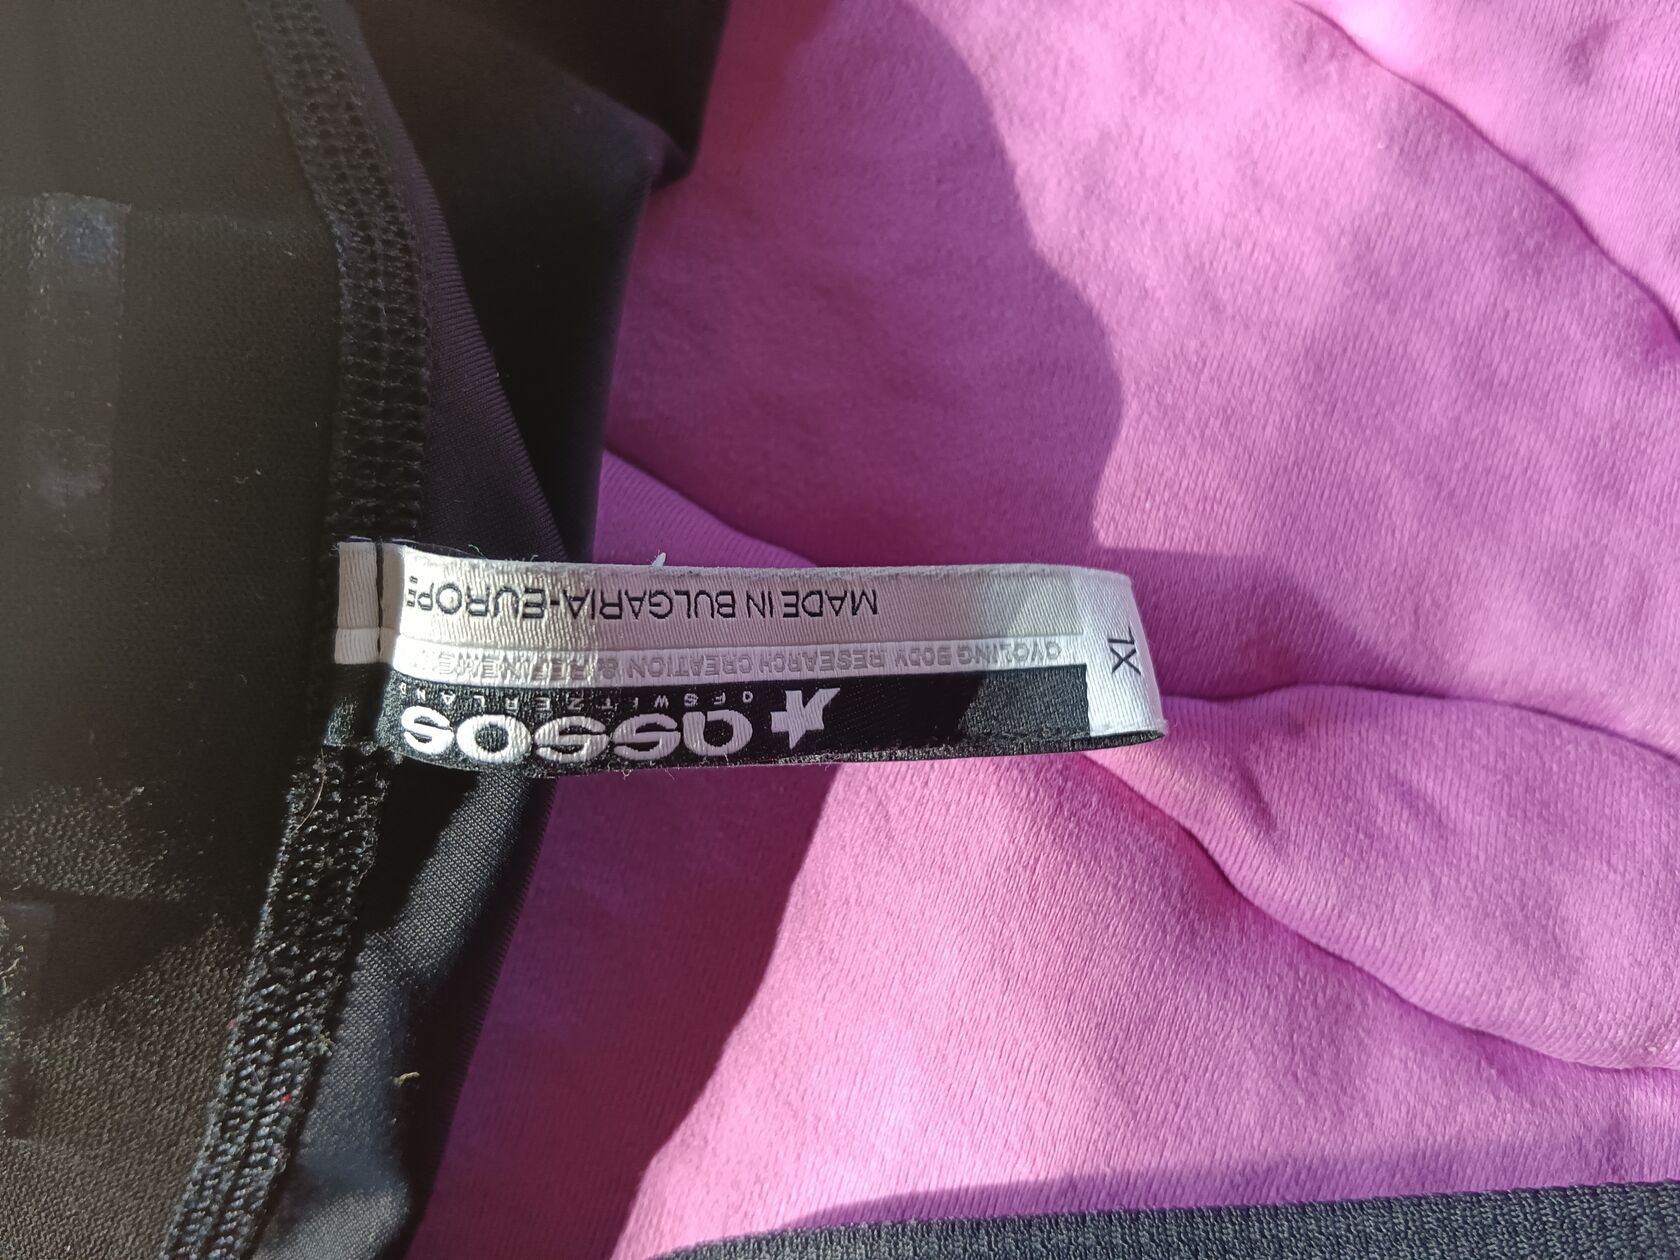 XL
assos
OF SWITZERLAND
CYCLING BODY RESEARCH CREATION &
MADE IN BULGARIA-EUROPE